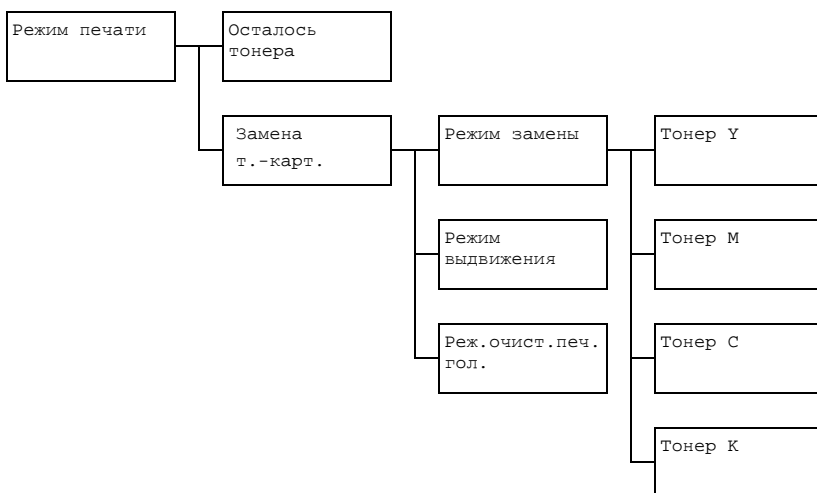 Режим печати
Осталось
тонера
Замена
т.-карт.
Режим замены
Тонер Y
Режим
выдвижения
Тонер M
Реж.очист.печ.
гол.
Тонер C
Тонер K